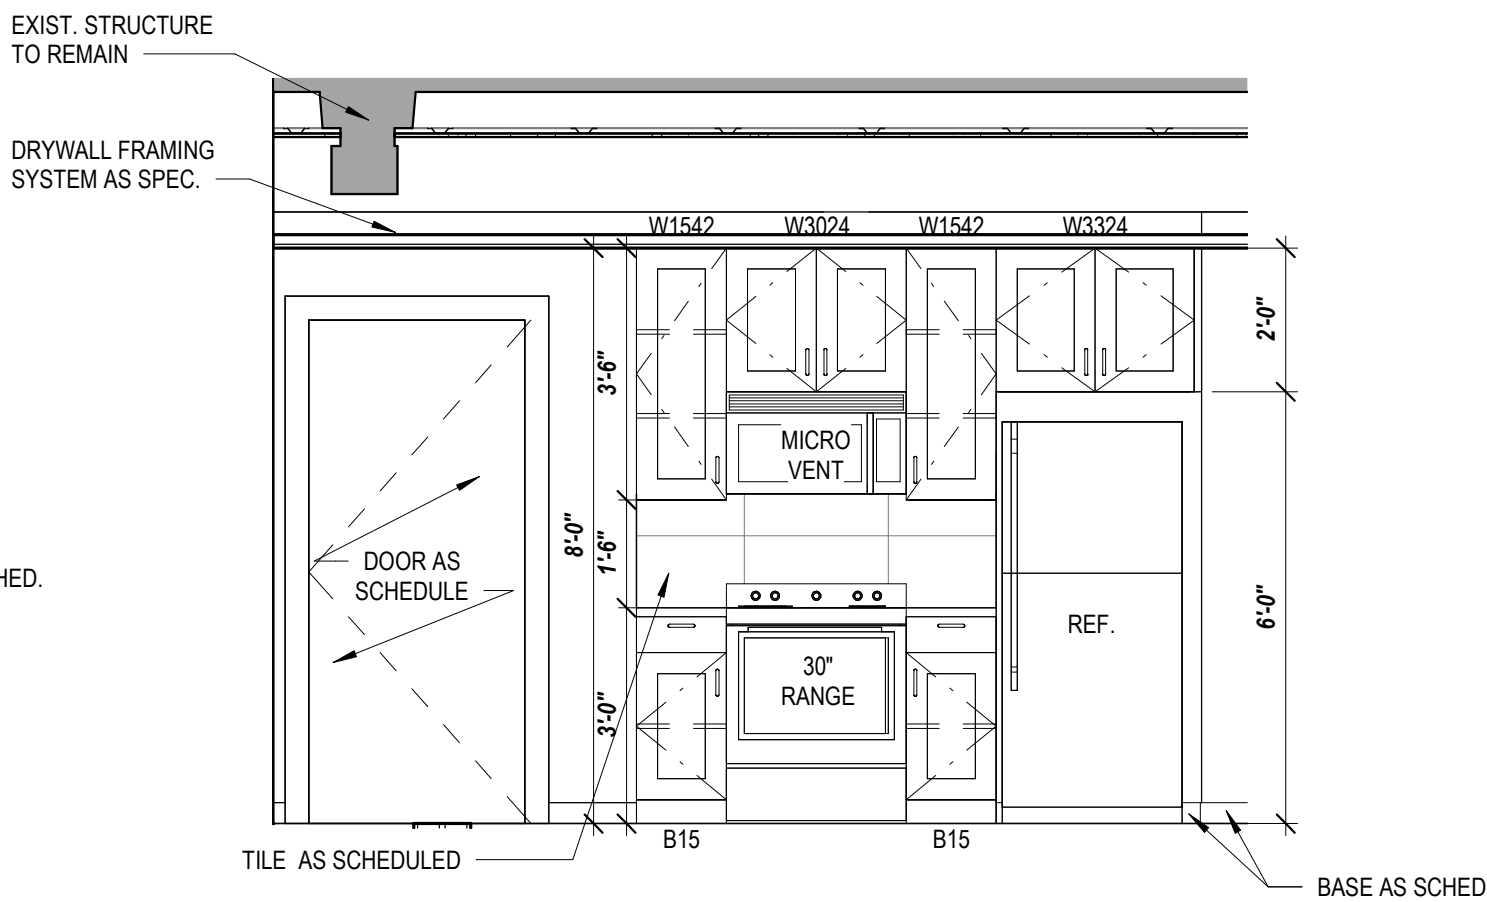 EXIST. STRUCTURE
TO REMAIN
DRYWALL FRAMING
SYSTEM AS SPEC.
W1542
W3024
W1542
W3324
3'-6"
2'-0"
MICRO
VENT
8'-0"
1'-6"
DOOR AS
SCHEDULE
HED.
6'-0"
REF.
30"
RANGE
3'-0"
B15
B15
TILE AS SCHEDULED
BASE AS SCHED